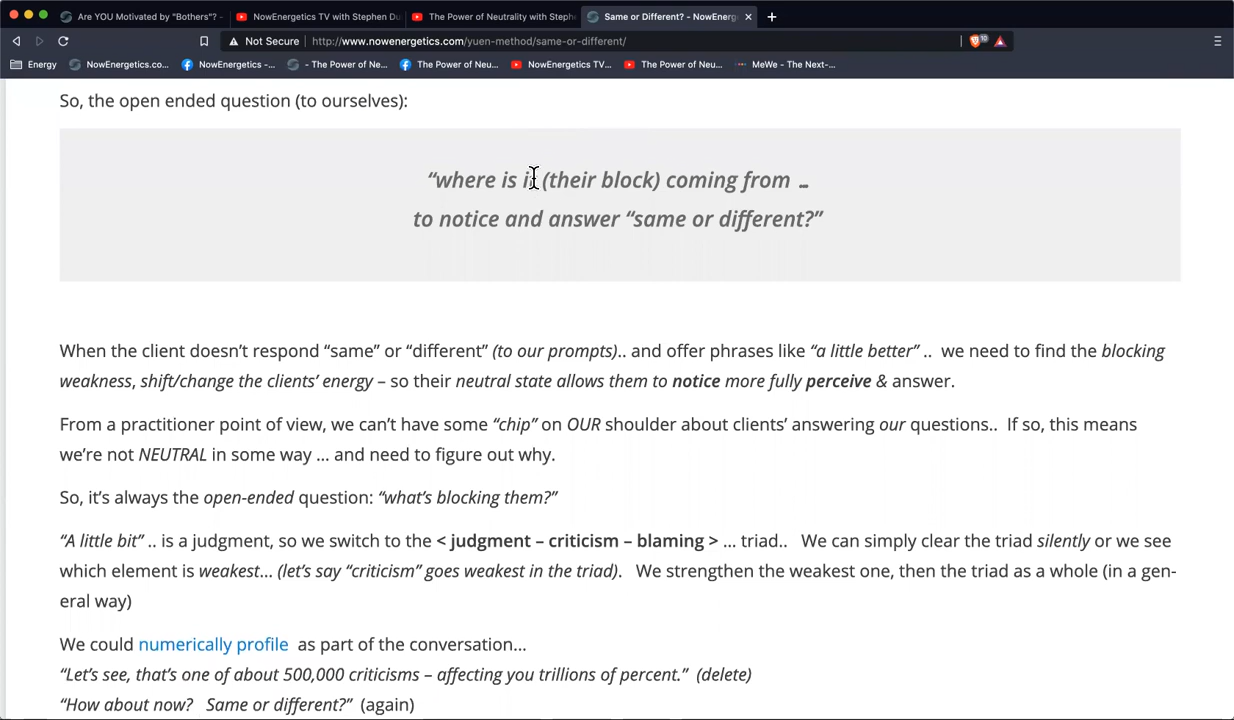 Are YOU Motivated by "Bothers"? - NowEnergetics TV with Stephen Du The Power of Neutrality with Steph Same or Different? - NowEnerg
Not Secure http://www.nowenergetics.com/yuen-method/same-or-different/ 10
Energy NowEnergetics.co... NowEnergetics -... - The Power of Ne... The Power of Neu... NowEnergetics TV... The Power of Neu... MeWe - The Next-...
So, the open ended question (to ourselves):
“where is it (their block) coming from ...
to notice and answer “same or different?”
When the client doesn’t respond “same” or “different” (to our prompts).. and offer phrases like “a little better” .. we need to find the blocking
weakness, shift/change the clients’ energy – so their neutral state allows them to notice more fully perceive & answer.
From a practitioner point of view, we can’t have some “chip” on OUR shoulder about clients’ answering our questions.. If so, this means
we’re not NEUTRAL in some way ... and need to figure out why.
So, it’s always the open-ended question: “what’s blocking them?”
“A little bit” .. is a judgment, so we switch to the < judgment – criticism – blaming > ... triad.. We can simply clear the triad silently or we see
which element is weakest... (let’s say “criticism” goes weakest in the triad). We strengthen the weakest one, then the triad as a whole (in a gen-
eral way)
We could numerically profile as part of the conversation...
“Let’s see, that’s one of about 500,000 criticisms – affecting you trillions of percent.” (delete)
“How about now? Same or different?” (again)